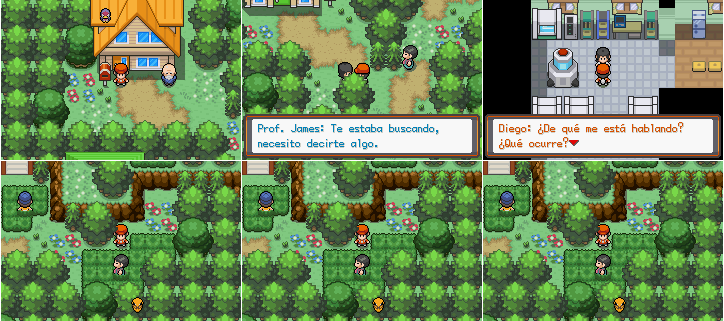 Prof. James: Te estaba buscando,
necesito decirte algo.
Diego: ¿De qué me está hablando?
¿Qué ocurre?